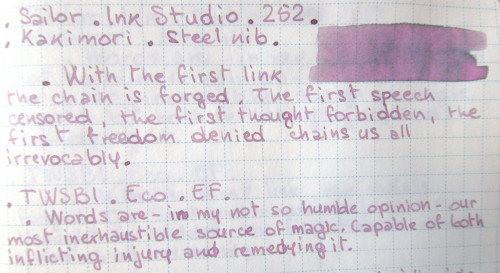 . Sailor . Ink Studio . 252 .
. Kakimori . Steel nib .
. With the first link
the chain is forged. The first speech
censored, the first thought forbidden, the
first freedom denied chains us all
irrevocably.
. TWSBI . Eco . EF .
. Words are - in my not so humble opinion - our
most inexhaustible source of magic. Capable of both
inflicting injury and remedying it.